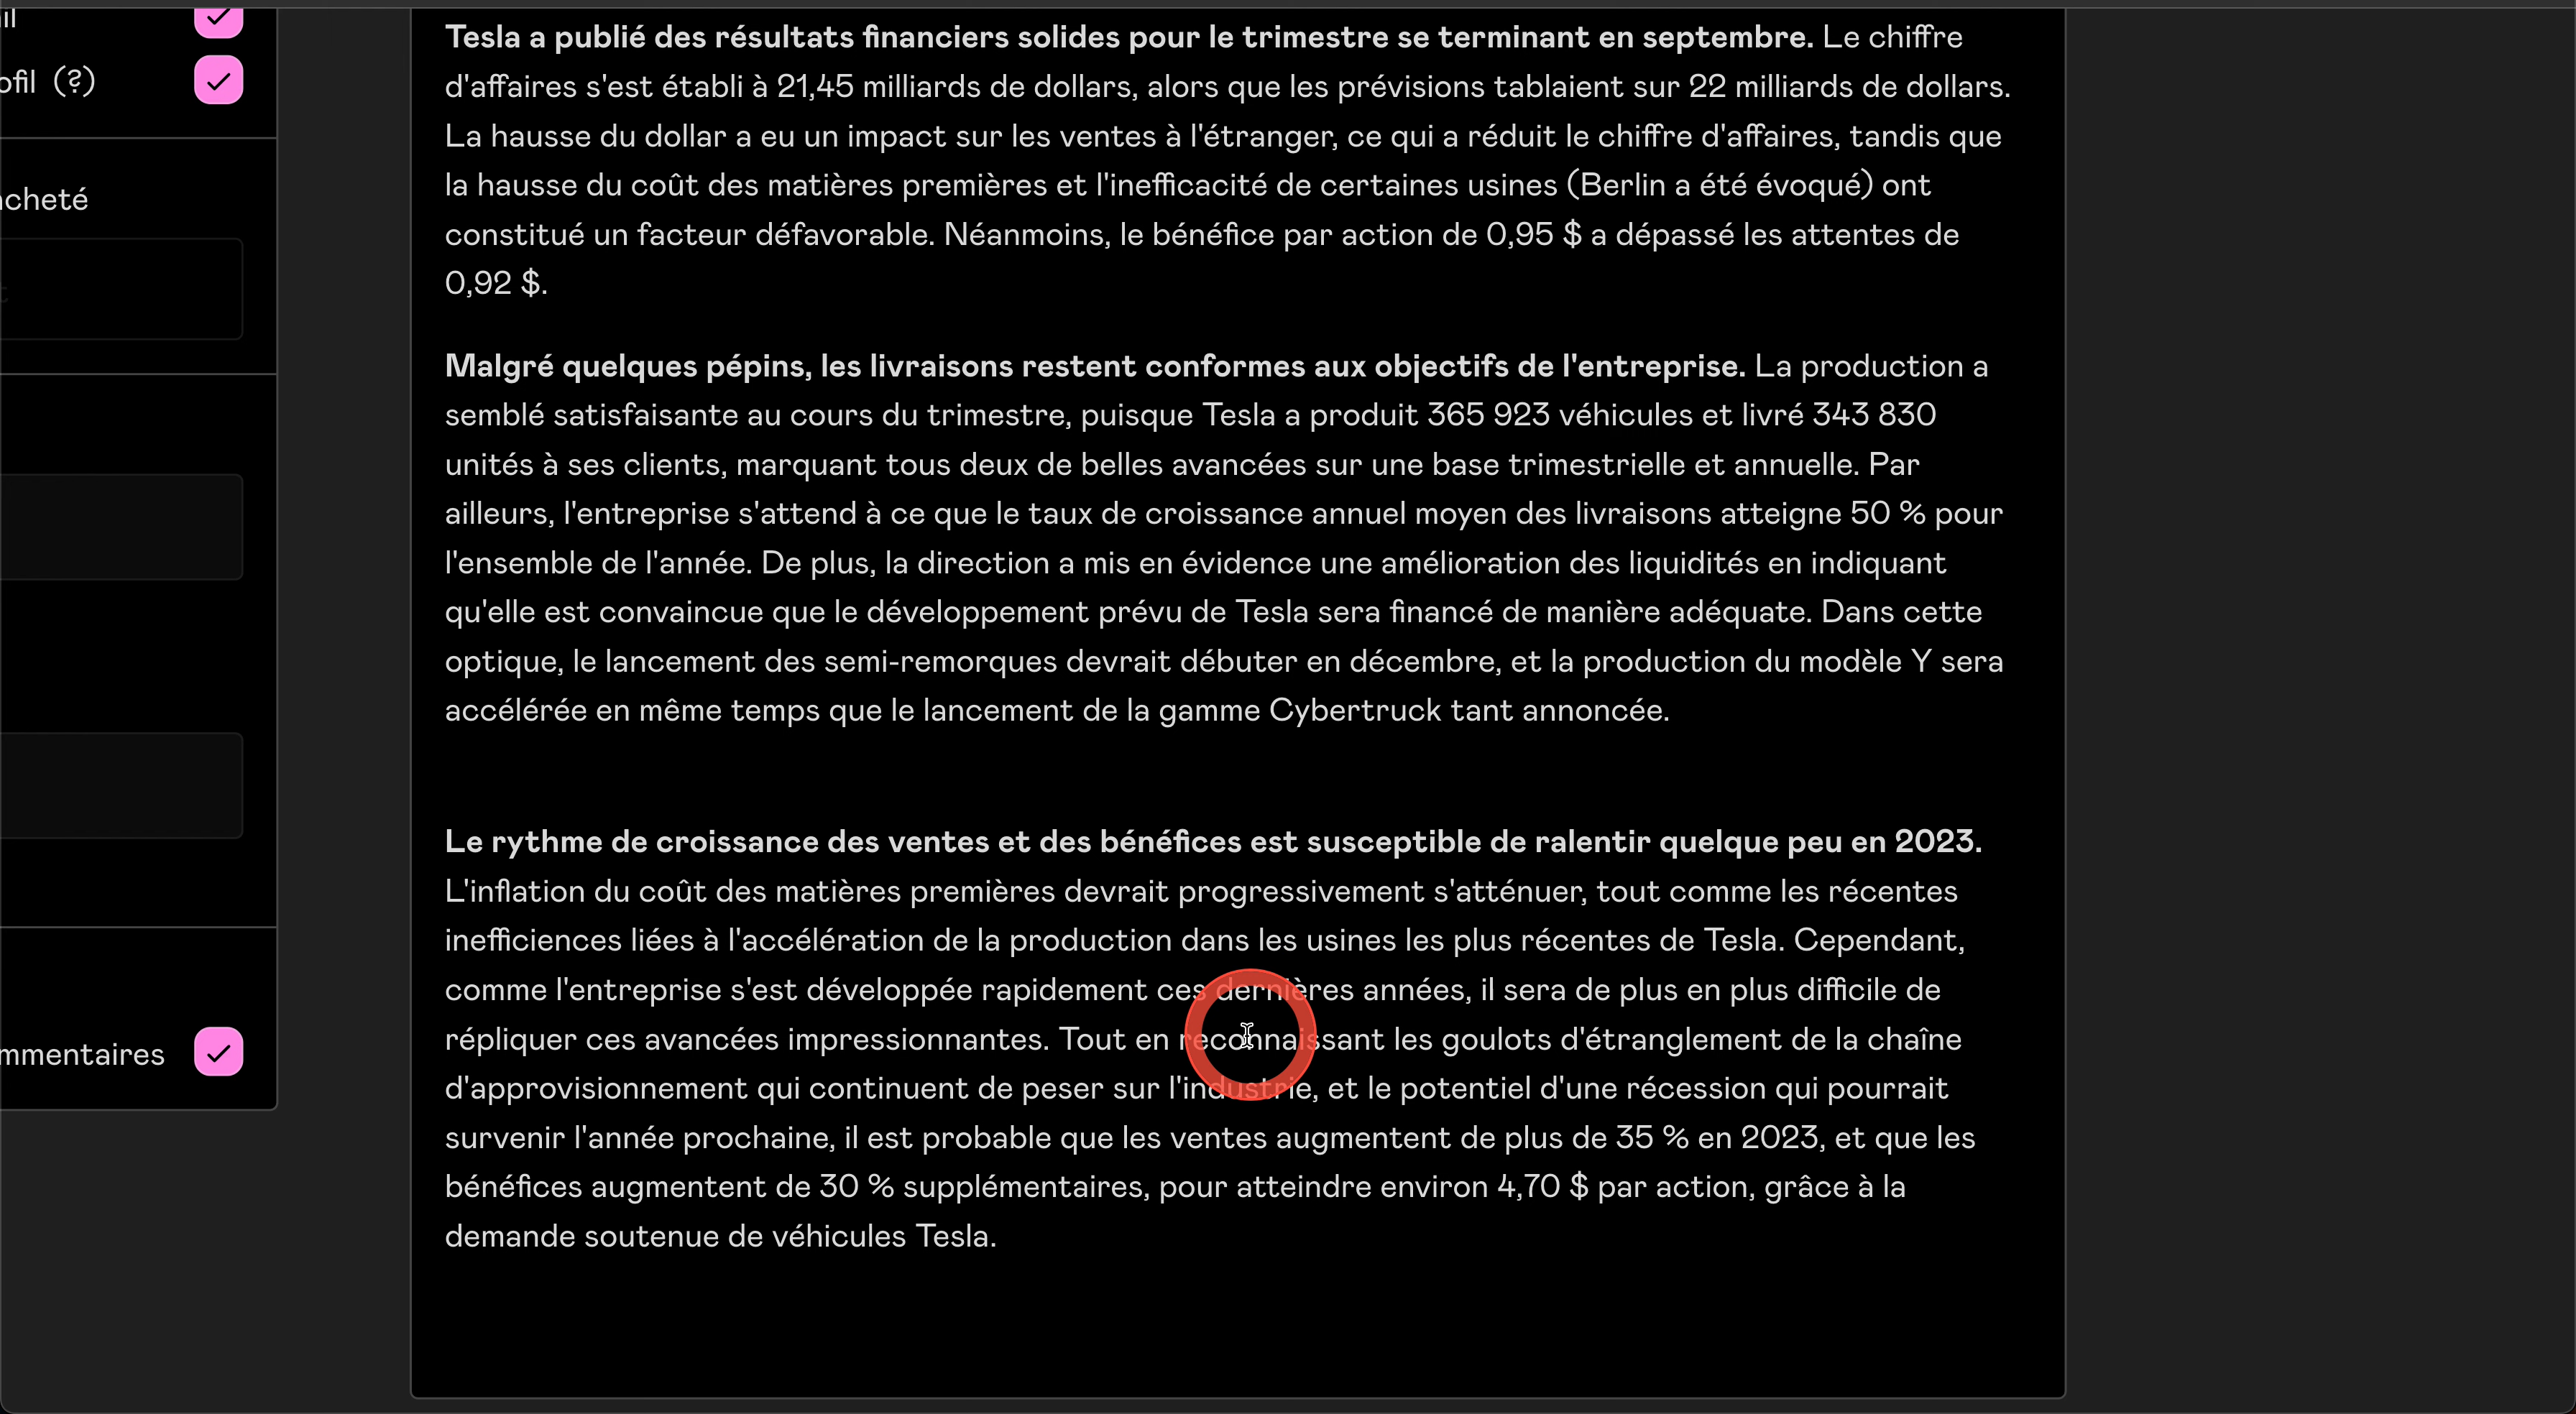 il
ofil (?)
acheté
mmentaires
Tesla a publié des résultats financiers solides pour le trimestre se terminant en septembre. Le chiffre
d'affaires s'est établi à 21,45 milliards de dollars, alors que les prévisions tablaient sur 22 milliards de dollars.
La hausse du dollar a eu un impact sur les ventes à l'étranger, ce qui a réduit le chiffre d'affaires, tandis que
la hausse du coût des matières premières et l'inefficacité de certaines usines (Berlin a été évoqué) ont
constitué un facteur défavorable. Néanmoins, le bénéfice par action de 0,95 $ a dépassé les attentes de
0,92 $.
Malgré quelques pépins, les livraisons restent conformes aux objectifs de l'entreprise. La production a
semblé satisfaisante au cours du trimestre, puisque Tesla a produit 365 923 véhicules et livré 343 830
unités à ses clients, marquant tous deux de belles avancées sur une base trimestrielle et annuelle. Par
ailleurs, l'entreprise s'attend à ce que le taux de croissance annuel moyen des livraisons atteigne 50 % pour
l'ensemble de l'année. De plus, la direction a mis en évidence une amélioration des liquidités en indiquant
qu'elle est convaincue que le développement prévu de Tesla sera financé de manière adéquate. Dans cette
optique, le lancement des semi-remorques devrait débuter en décembre, et la production du modèle Y sera
accélérée en même temps que le lancement de la gamme Cybertruck tant annoncée.
Le rythme de croissance des ventes et des bénéfices est susceptible de ralentir quelque peu en 2023.
L'inflation du coût des matières premières devrait progressivement s'atténuer, tout comme les récentes
inefficiences liées à l'accélération de la production dans les usines les plus récentes de Tesla. Cependant,
comme l'entreprise s'est développée rapidement ces dernières années, il sera de plus en plus difficile de
répliquer ces avancées impressionnantes. Tout en reconnaissant les goulots d'étranglement de la chaîne
d'approvisionnement qui continuent de peser sur l'industrie, et le potentiel d'une récession qui pourrait
survenir l'année prochaine, il est probable que les ventes augmentent de plus de 35 % en 2023, et que les
bénéfices augmentent de 30 % supplémentaires, pour atteindre environ 4,70 $ par action, grâce à la
demande soutenue de véhicules Tesla.